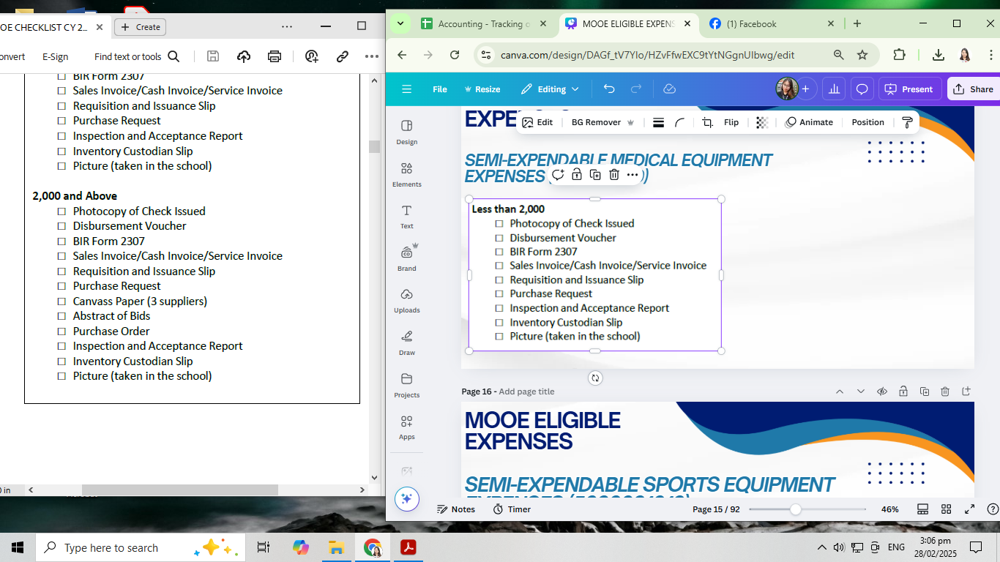 OE CHECKLIST CY 2...
Create
onvert
E-Sign
Find text or tools
BIR Form 2307
Sales Invoice/Cash Invoice/Service Invoice
Requisition and Issuance Slip
Purchase Request
Inspection and Acceptance Report
Inventory Custodian Slip
Picture (taken in the school)
2,000 and Above
Photocopy of Check Issued
Disbursement Voucher
BIR Form 2307
Sales Invoice/Cash Invoice/Service Invoice
Requisition and Issuance Slip
Purchase Request
Canvass Paper (3 suppliers)
Abstract of Bids
Purchase Order
Inspection and Acceptance Report
Inventory Custodian Slip
Picture (taken in the school)
0 in
Accounting - Tracking o
MOOE ELIGIBLE EXPENS
(1) Facebook
canva.com/design/DAGf_tV7YIo/HZvFfwEXC9tYtNGgnUIbwg/edit
File
Resize
Editing
Present
Share
Edit
BG Remover
Flip
Animate
Position
Design
Elements
Text
Brand
Uploads
Draw
Projects
Apps
SEMI-EXPENDABLE MEDICAL EQUIPMENT
EXPENSES
Less than 2,000
Photocopy of Check Issued
Disbursement Voucher
BIR Form 2307
Sales Invoice/Cash Invoice/Service Invoice
Requisition and Issuance Slip
Purchase Request
Inspection and Acceptance Report
Inventory Custodian Slip
Picture (taken in the school)
Page 16 - Add page title
MOOE ELIGIBLE
EXPENSES
SEMI-EXPENDABLE SPORTS EQUIPMENT
Notes
Timer
Page 15 / 92
46%
Type here to search
ENG
3:06 pm
28/02/2025